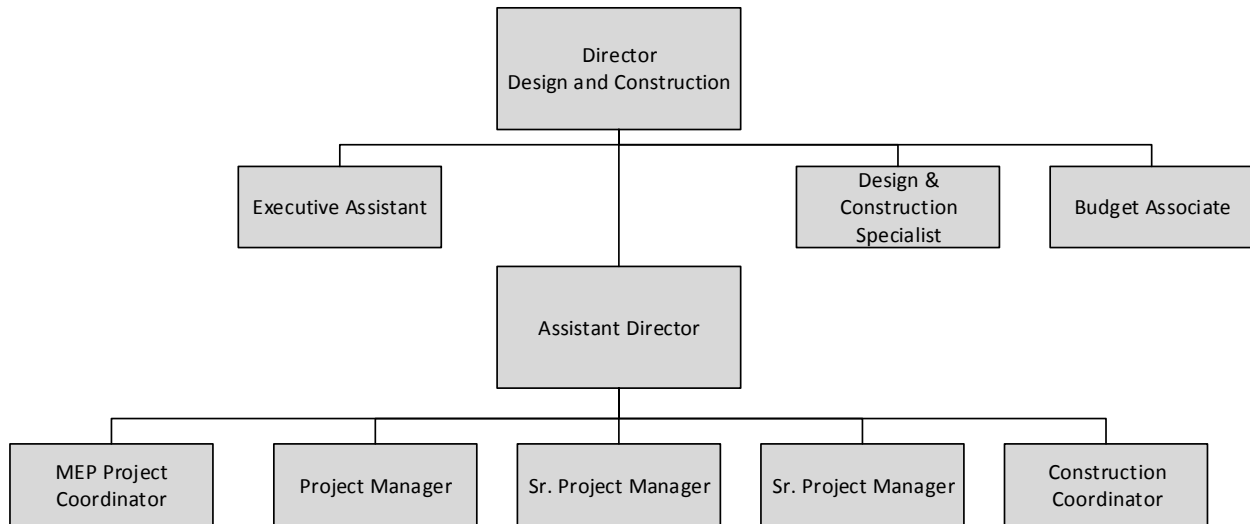 Director
Design and Construction
Executive Assistant
Design &
Construction
Specialist
Budget Associate
Assistant Director
MEP Project
Coordinator
Project Manager
Sr. Project Manager
Sr. Project Manager
Construction
Coordinator